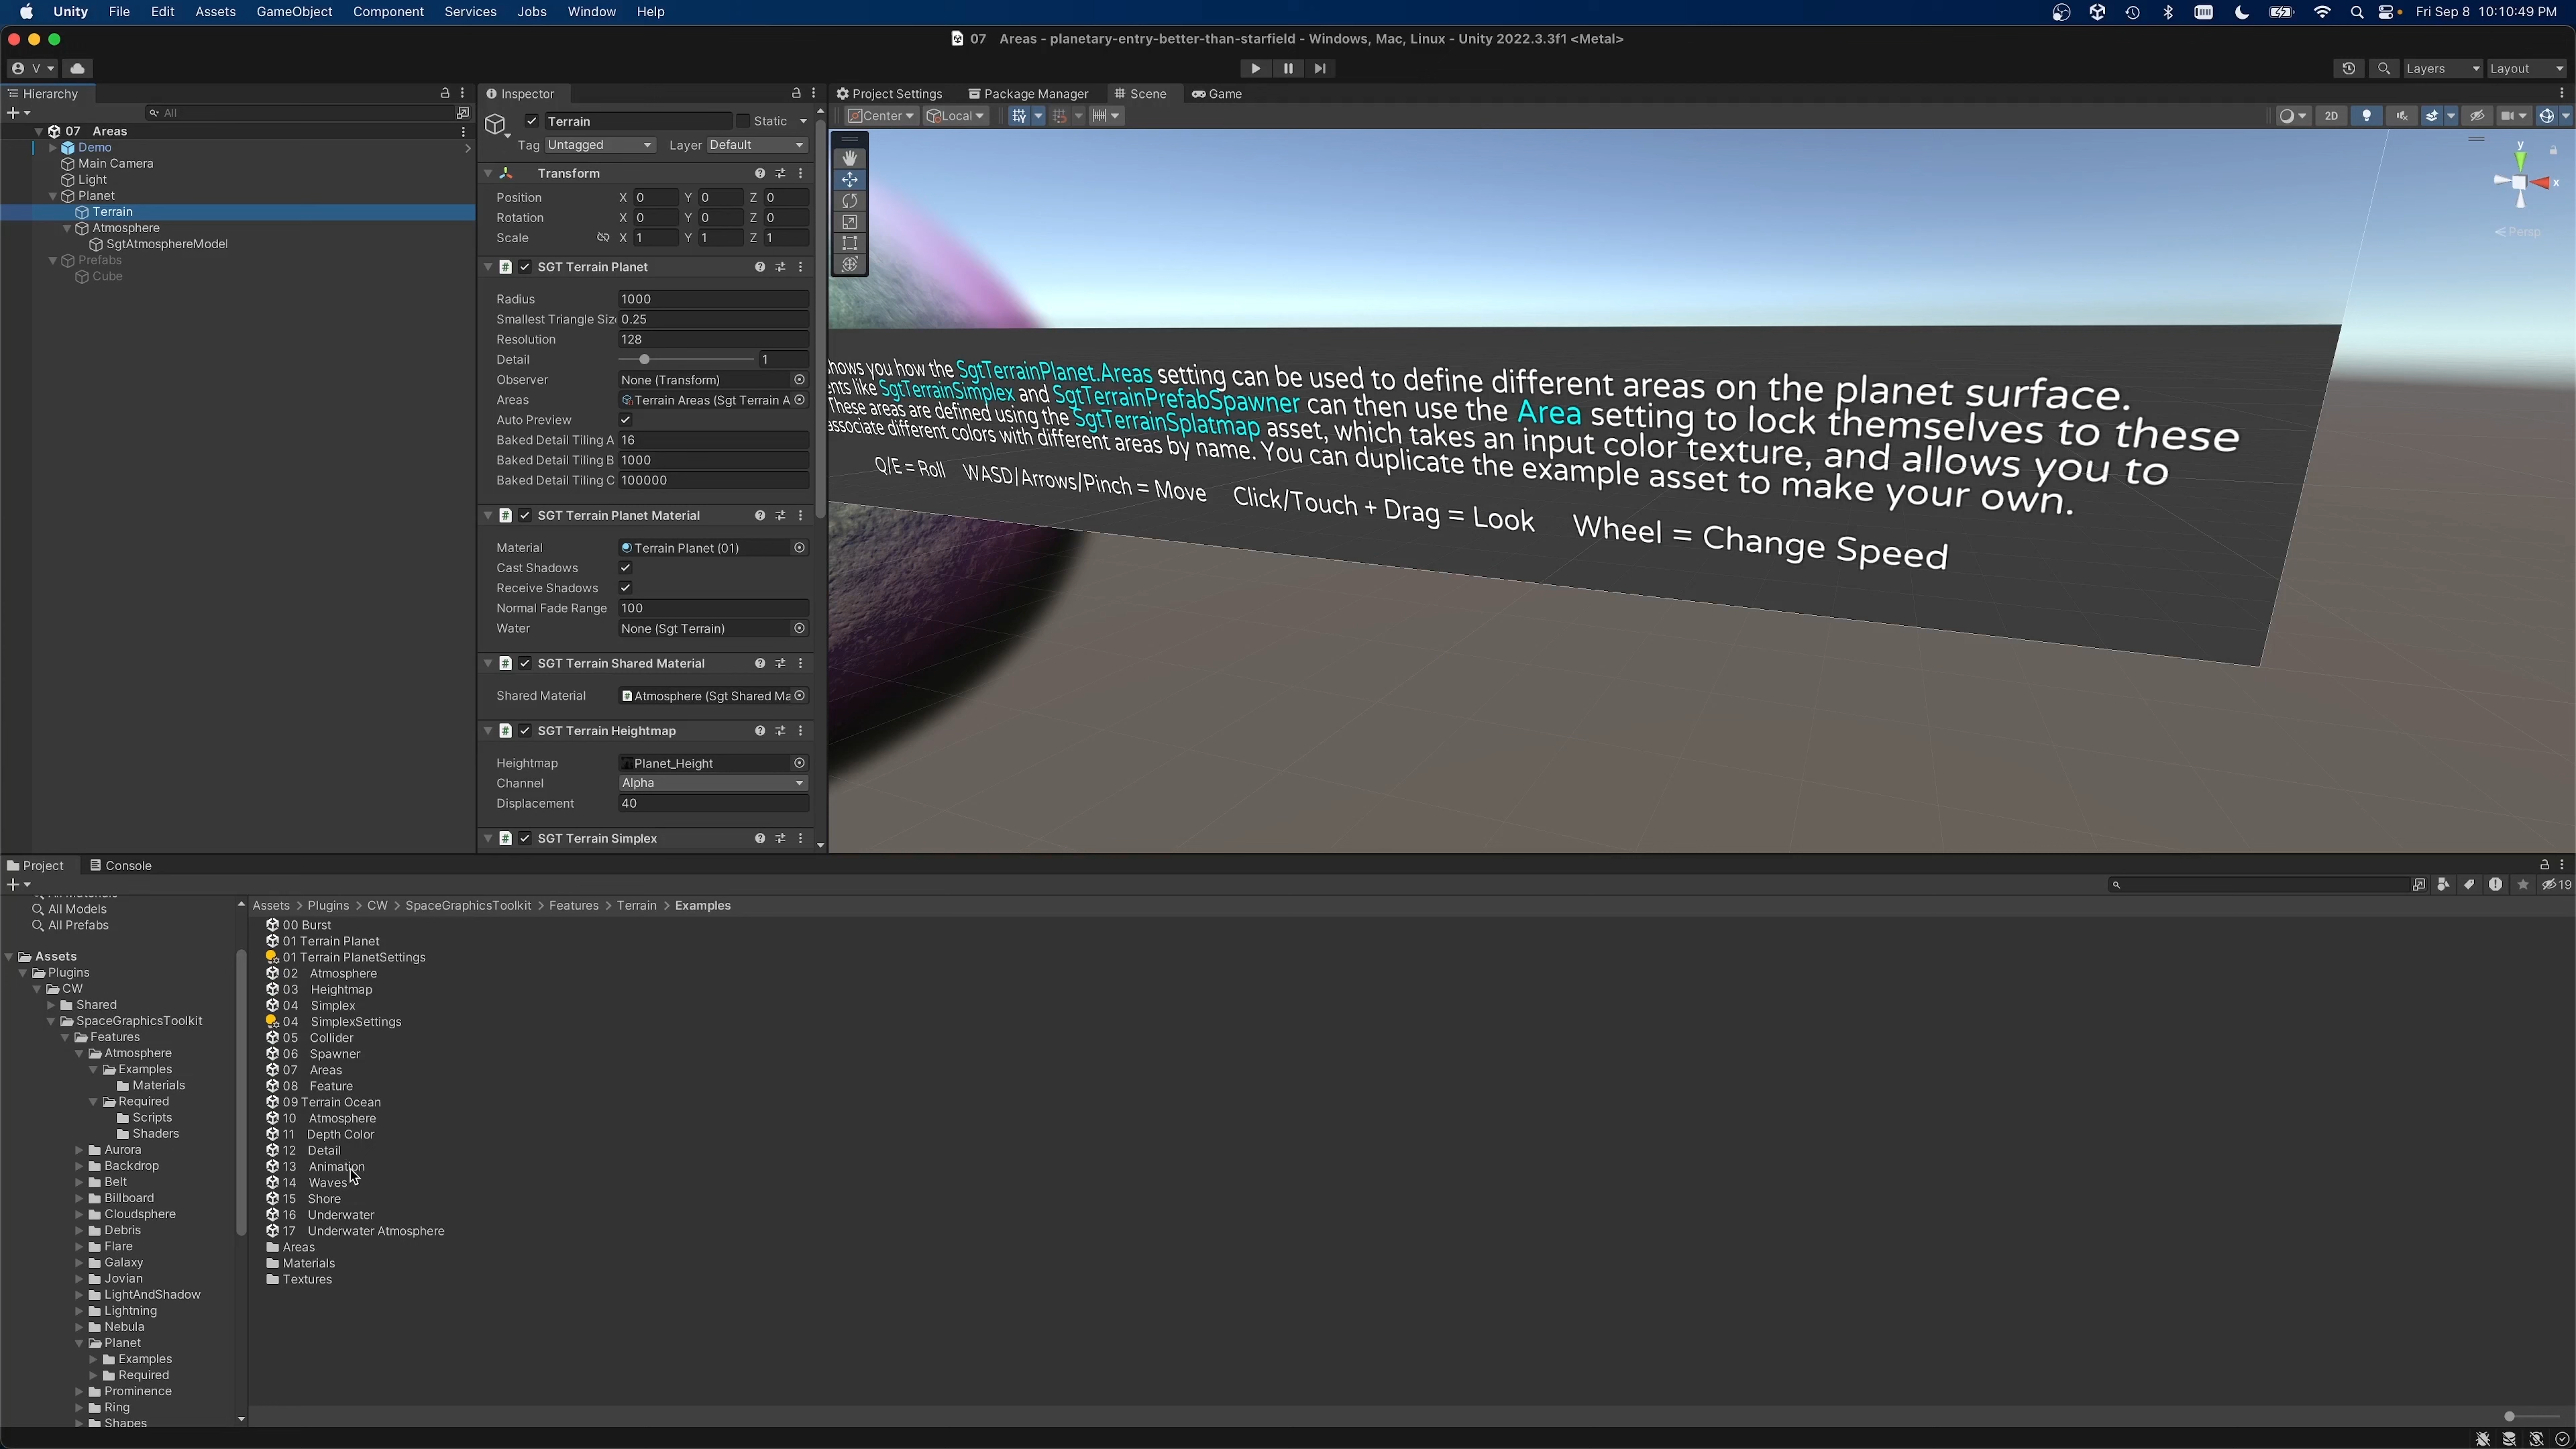 Unity File Edit Assets GameObject Component Services Jobs Window Help
Fri Sep 8 10:10:49 PM
07 Areas - planetary-entry-better-than-starfield - Windows, Mac, Linux - Unity 2022.3.3f1 <Metal>
V
Layers
Layout
Hierarchy
All
07 Areas
Demo
Main Camera
Light
Planet
Terrain
Atmosphere
SgtAtmosphereModel
Prefabs
Cube
Inspector
Terrain
Static
Tag Untagged Layer Default
Transform
Position X 0 Y 0 Z 0
Rotation X 0 Y 0 Z 0
Scale X 1 Y 1 Z 1
SGT Terrain Planet
Radius 1000
Smallest Triangle Siz 0.25
Resolution 128
Detail 1
Observer None (Transform)
Areas Terrain Areas (Sgt Terrain A
Auto Preview
Baked Detail Tiling A 16
Baked Detail Tiling B 1000
Baked Detail Tiling C 100000
SGT Terrain Planet Material
Material Terrain Planet (01)
Cast Shadows
Receive Shadows
Normal Fade Range 100
Water None (Sgt Terrain)
SGT Terrain Shared Material
Shared Material Atmosphere (Sgt Shared Ma
SGT Terrain Heightmap
Heightmap Planet_Height
Channel Alpha
Displacement 40
SGT Terrain Simplex
Project Settings Package Manager Scene Game
Center Local
2D
y
x
Persp
hows you how the SgtTerrainPlanet.Areas setting can be used to define different areas on the planet surface.
ents like SgtTerrainSimplex and SgtTerrainPrefabSpawner can then use the Area setting to lock themselves to these
These areas are defined using the SgtTerrainSplatmap asset, which takes an input color texture, and allows you to
associate different colors with different areas by name. You can duplicate the example asset to make your own.
Q/E = Roll WASD/Arrows/Pinch = Move Click/Touch + Drag = Look Wheel = Change Speed
Project Console
19
All Models
All Prefabs
Assets
Plugins
CW
Shared
SpaceGraphicsToolkit
Features
Atmosphere
Examples
Materials
Required
Scripts
Shaders
Aurora
Backdrop
Belt
Billboard
Cloudsphere
Debris
Flare
Galaxy
Jovian
LightAndShadow
Lightning
Nebula
Planet
Examples
Required
Prominence
Ring
Shapes
Assets > Plugins > CW > SpaceGraphicsToolkit > Features > Terrain > Examples
00 Burst
01 Terrain Planet
01 Terrain PlanetSettings
02 Atmosphere
03 Heightmap
04 Simplex
04 SimplexSettings
05 Collider
06 Spawner
07 Areas
08 Feature
09 Terrain Ocean
10 Atmosphere
11 Depth Color
12 Detail
13 Animation
14 Waves
15 Shore
16 Underwater
17 Underwater Atmosphere
Areas
Materials
Textures